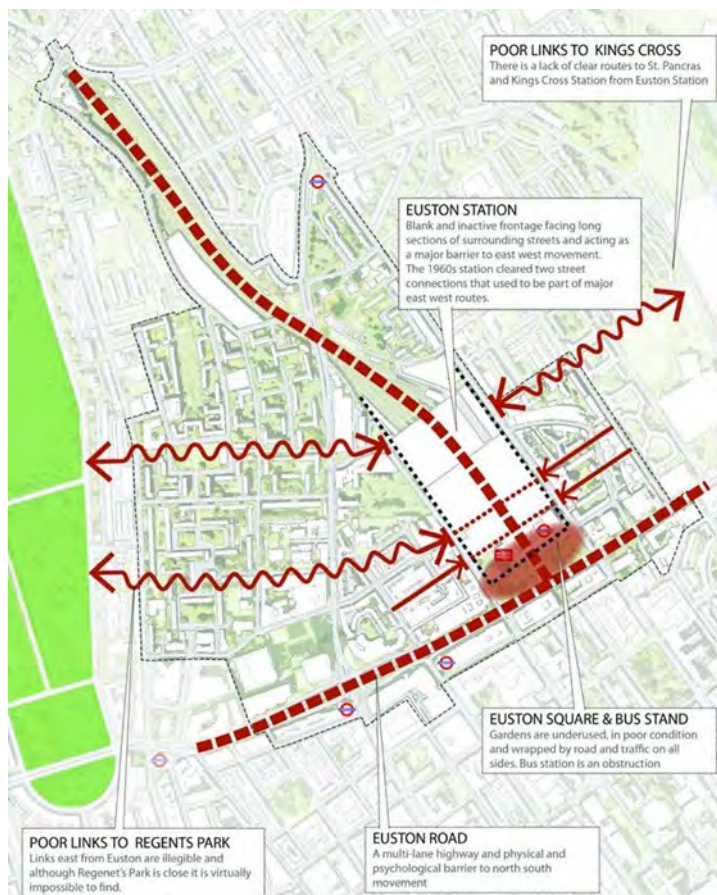 POOR LINKS TO KINGS CROSS
There is a lack of clear routes to St. Pancras
and Kings Cross Station from Euston Station
EUSTON STATION
Blank and inactive frontage facing long
sections of surrounding streets and acting as
a major barrier to east west movement.
The 1960s station cleared two street
connections that used to be part of major
east west routes.
EUSTON SQUARE & BUS STAND
Gardens are underused, in poor condition
and wrapped by road and traffic on all
sides. Bus station is an obstruction
POOR LINKS TO REGENTS PARK
Links east from Euston are illegible and
although Regenet's Park is close it is virtually
impossible to find.
EUSTON ROAD
A multi-lane highway and physical and
psychological barrier to north south
movement